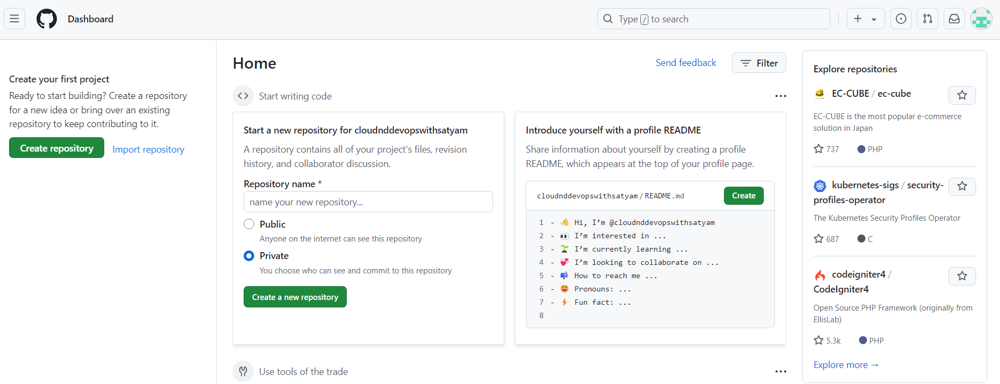 Dashboard
Type / to search
Create your first project
Ready to start building? Create a repository
for a new idea or bring over an existing
repository to keep contributing to it.
Create repository
Import repository
Home
Send feedback
Filter
Start writing code
Start a new repository for cloudnddevopswithsatyam
A repository contains all of your project's files, revision
history, and collaborator discussion.
Repository name *
name your new repository...
Public
Anyone on the internet can see this repository
Private
You choose who can see and commit to this repository
Create a new repository
Introduce yourself with a profile README
Share information about yourself by creating a profile
README, which appears at the top of your profile page.
cloudnddevopswithsatyam / README.md
Create
1 - 👋 Hi, I’m @cloudnddevopswithsatyam
2 - 👀 I’m interested in ...
3 - 🌱 I’m currently learning ...
4 - 💞️ I’m looking to collaborate on ...
5 - 📫 How to reach me ...
6 - 😄 Pronouns: ...
7 - ⚡ Fun fact: ...
8
Use tools of the trade
Explore repositories
EC-CUBE / ec-cube
EC-CUBE is the most popular e-commerce
solution in Japan
737 PHP
kubernetes-sigs / security-
profiles-operator
The Kubernetes Security Profiles Operator
687 C
codeigniter4 /
CodeIgniter4
Open Source PHP Framework (originally from
EllisLab)
5.3k PHP
Explore more →